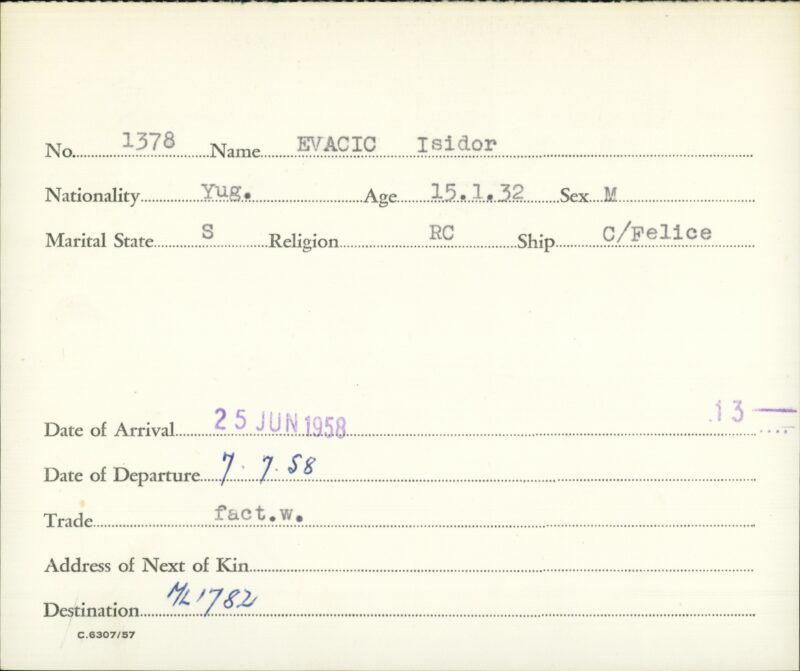 No. 1378 Name EVACIC Isidor
Nationality Yug. Age 15.1.32 Sex M
Marital State S Religion RC Ship C/Felice
13
Date of Arrival 25 JUN 1958
Date of Departure 7. 7. 58
Trade fact.w.
Address of Next of Kin
Destination ML1782
C.6307/57